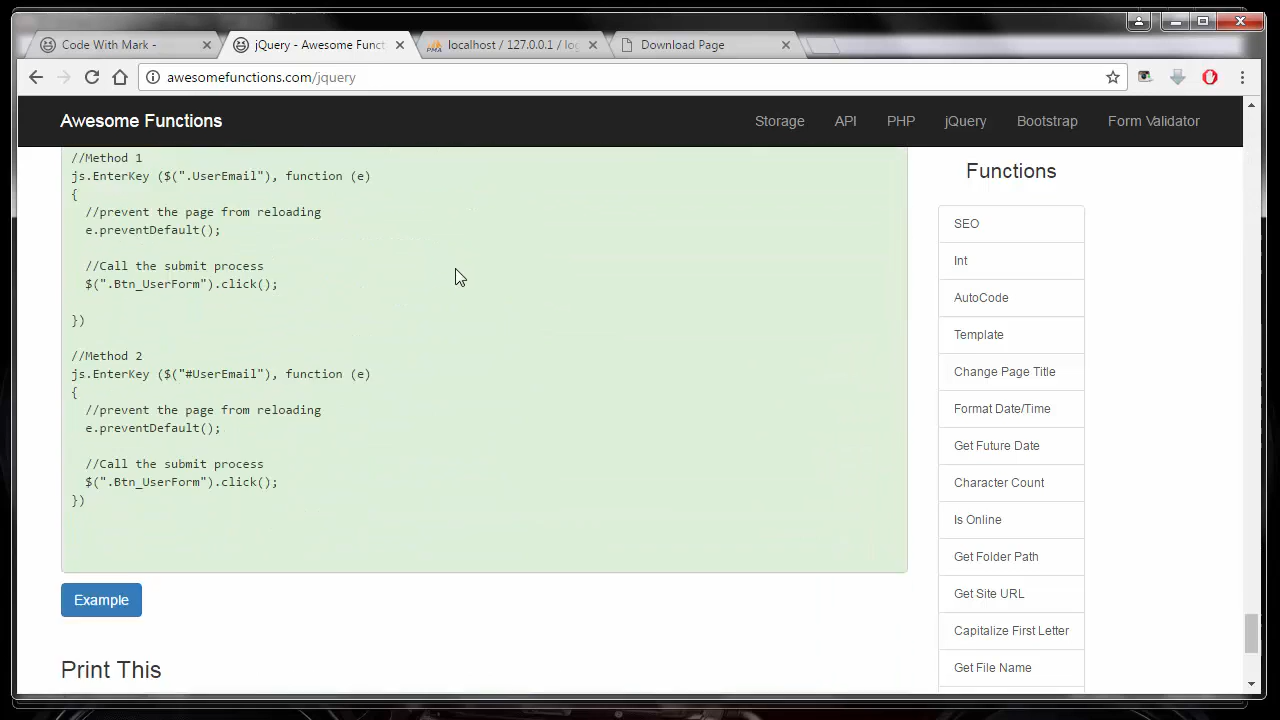 Code With Mark -
jQuery - Awesome Funct
localhost / 127.0.0.1 / log
Download Page
awesomefunctions.com/jquery
Awesome Functions
Storage
API
PHP
jQuery
Bootstrap
Form Validator
//Method 1
js.EnterKey ($(".UserEmail"), function (e)
{
//prevent the page from reloading
e.preventDefault();
//Call the submit process
$(".Btn_UserForm").click();
})
//Method 2
js.EnterKey ($("#UserEmail"), function (e)
{
//prevent the page from reloading
e.preventDefault();
//Call the submit process
$(".Btn_UserForm").click();
})
Example
Print This
Functions
SEO
Int
AutoCode
Template
Change Page Title
Format Date/Time
Get Future Date
Character Count
Is Online
Get Folder Path
Get Site URL
Capitalize First Letter
Get File Name